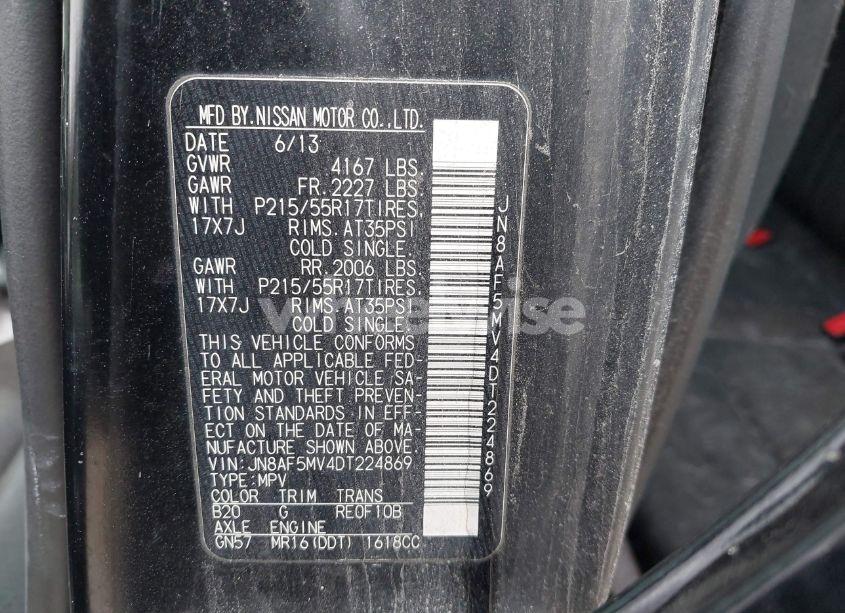 MFD BY.NISSAN MOTOR CO.,LTD.
DATE 6/13
GVWR 4167 LBS.
GAWR FR.2227 LBS.
WITH P215/55R17TIRES,
17X7J RIMS.AT35PSI
COLD SINGLE.
GAWR RR.2006 LBS.
WITH P215/55R17TIRES,
17X7J RIMS.AT35PSI
COLD SINGLE.
THIS VEHICLE CONFORMS
TO ALL APPLICABLE FED-
ERAL MOTOR VEHICLE SA-
FETY AND THEFT PREVEN-
TION STANDARDS IN EFF-
ECT ON THE DATE OF MA-
NUFACTURE SHOWN ABOVE.
VIN:JN8AF5MV4DT224869
TYPE:MPV
COLOR TRIM TRANS
B20 G RE0F10B
AXLE ENGINE
GN57 MR16(DDT) 1618CC
JN8AF5MV4DT224869